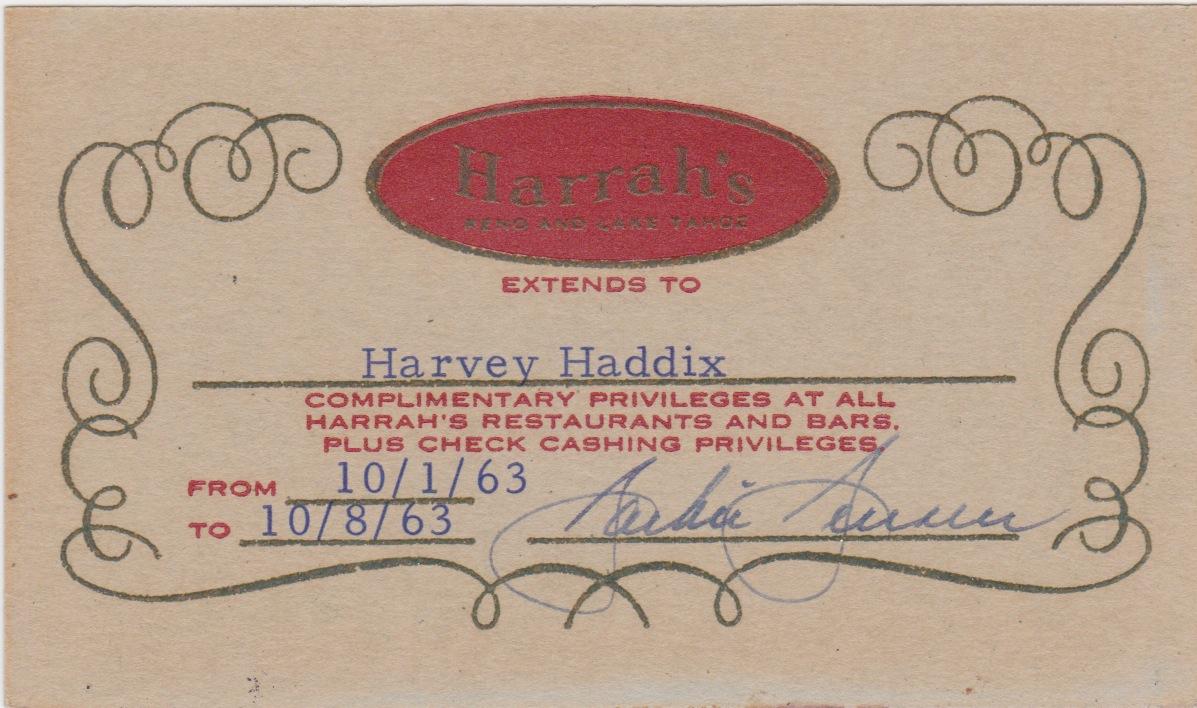 Harrah's
RENO AND LAKE TAHOE
EXTENDS TO
Harvey Haddix
COMPLIMENTARY PRIVILEGES AT ALL
HARRAH'S RESTAURANTS AND BARS,
PLUS CHECK CASHING PRIVILEGES
FROM 10/1/63
TO 10/8/63